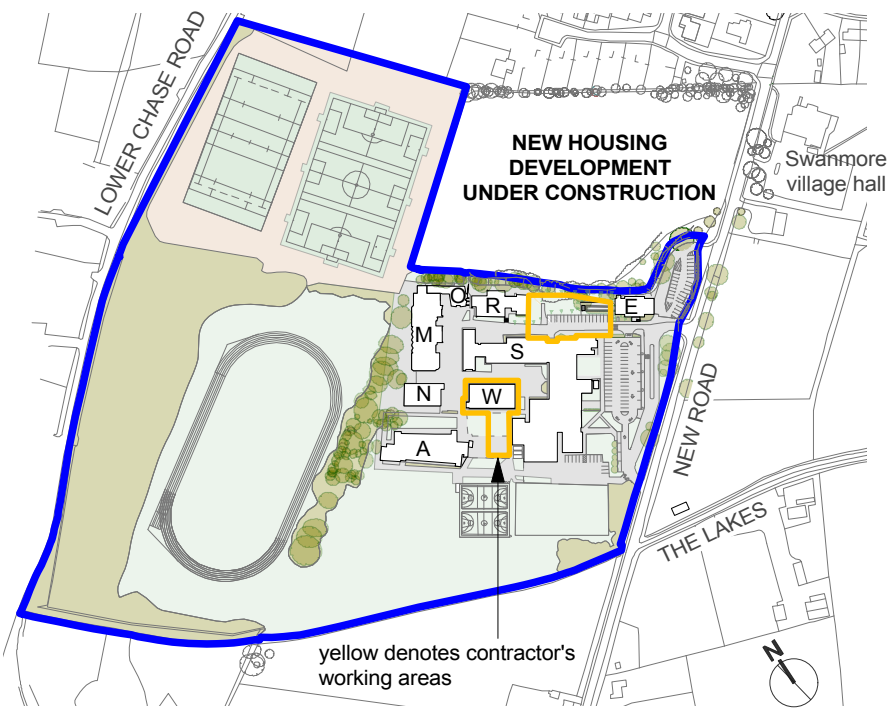 LOWER CHASE ROAD
NEW HOUSING
DEVELOPMENT
UNDER CONSTRUCTION
Swanmore
village hall
O
R
E
M
S
N
W
A
NEW ROAD
THE LAKES
yellow denotes contractor's
working areas
N